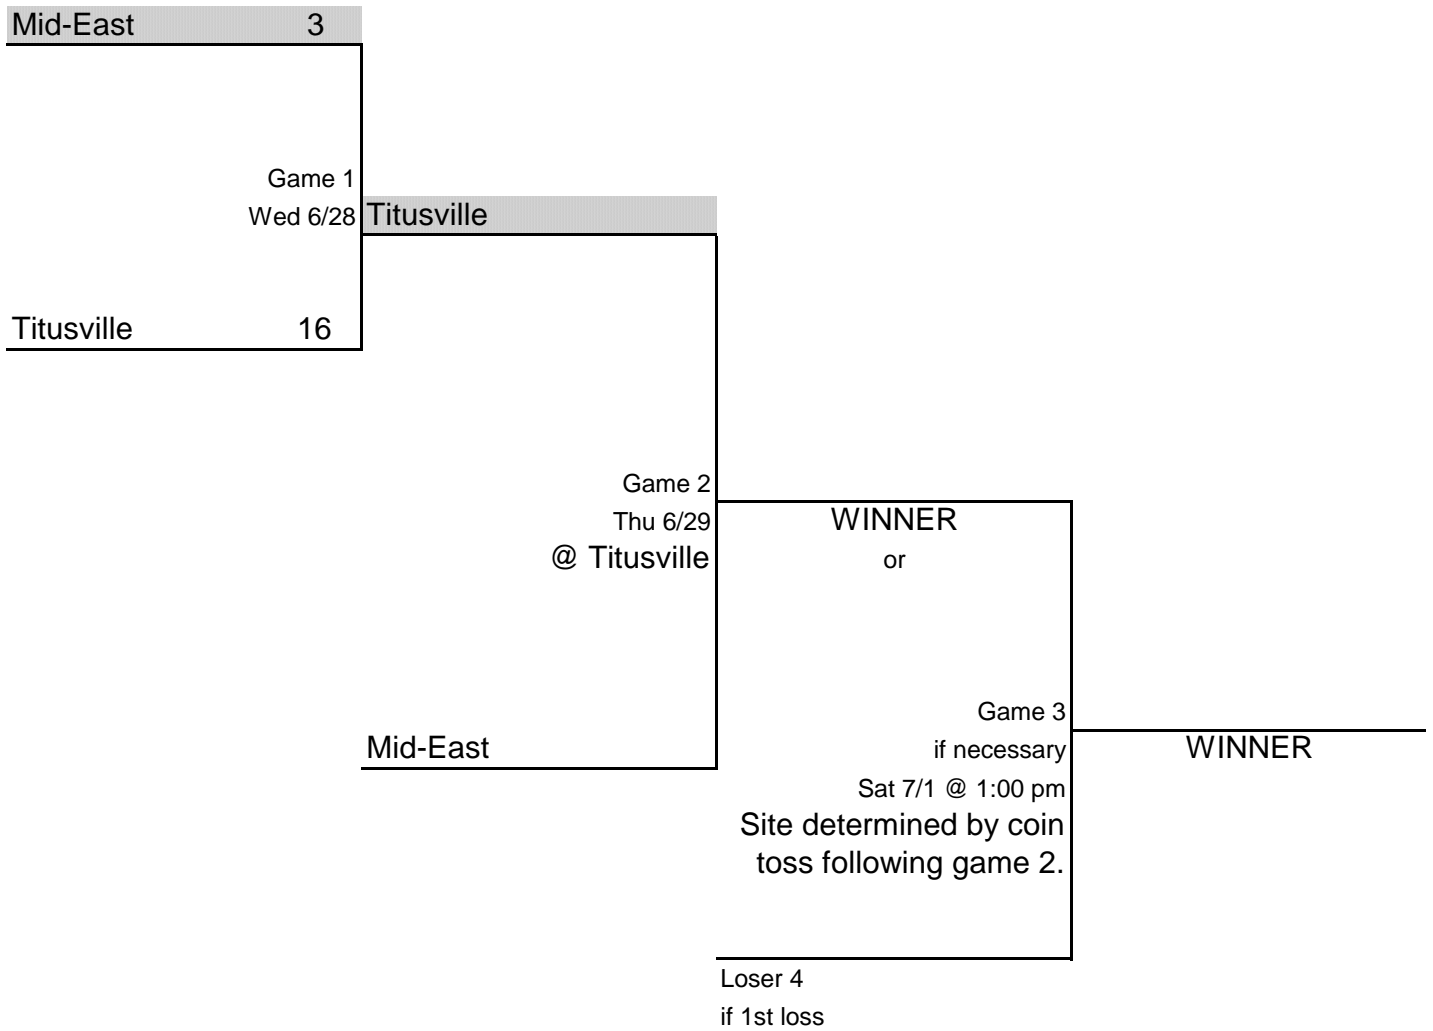 Mid-East 3
Game 1
Wed 6/28 Titusville
Titusville 16
Game 2
Thu 6/29 WINNER
@ Titusville or
Game 3
Mid-East if necessary WINNER
Sat 7/1 @ 1:00 pm
Site determined by coin
toss following game 2.
Loser 4
if 1st loss